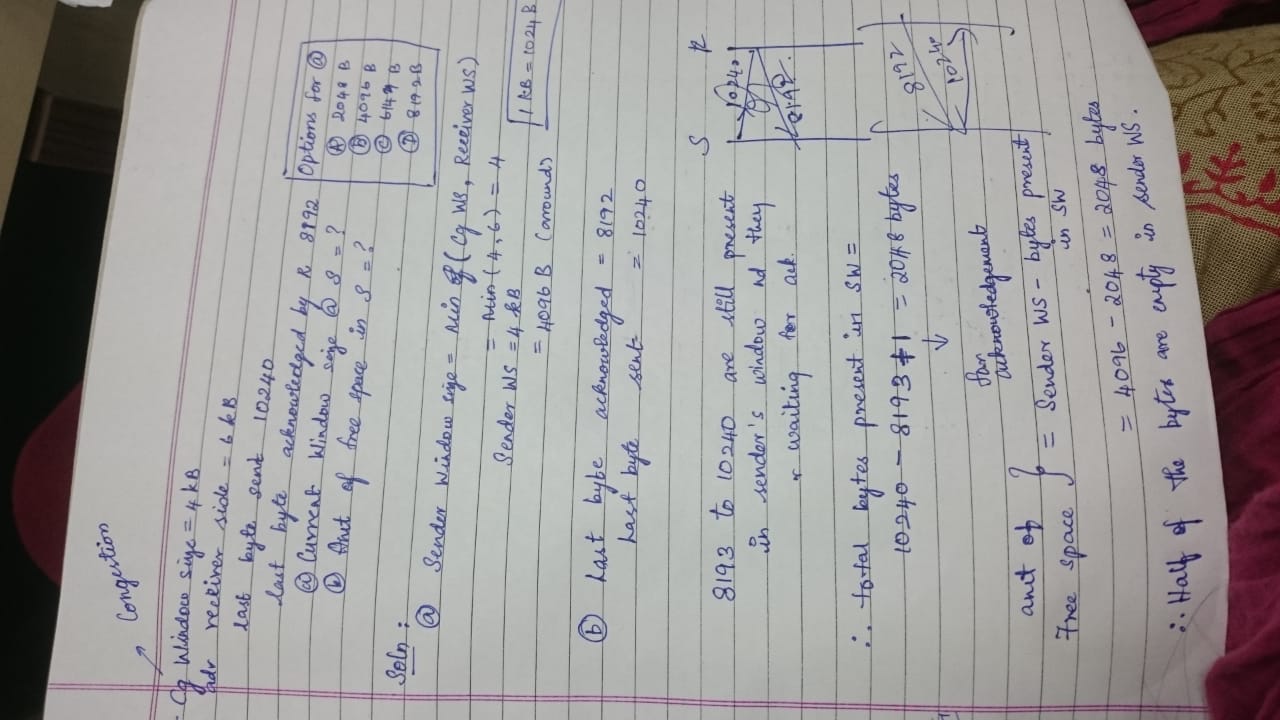 Congestion
- Cg Window size = 4 kB
adv reciver side = 6 kB
last byte sent 10240
last byte acknowledged by R 8192
ⓐ Current Window size @ S = ?
ⓑ Amt of free space in S = ?
Options for ⓐ
Ⓐ 2048 B
Ⓑ 4096 B
Ⓒ 6144 B
Ⓓ 8192 B
Soln :
ⓐ Sender Window size = Min of (Cg WS, Receiver WS)
= Min (4, 6) = 4
Sender WS = 4 kB
= 4096 B (arround)
1 kB = 1024 B
ⓑ Last byte acknowledged = 8192
Last byte sent = 10240
S R
10240
8192
8193 to 10240 are still present
in sender's window nd they
r waiting for ack.
∴ total bytes present in SW =
10240 - 8193 + 1 = 2048 bytes
↓
for
acknowledgement
8192
10240
amt of
Free space } = Sender WS - bytes present
in SW
= 4096 - 2048 = 2048 bytes
∴ Half of the bytes are empty in sender WS.